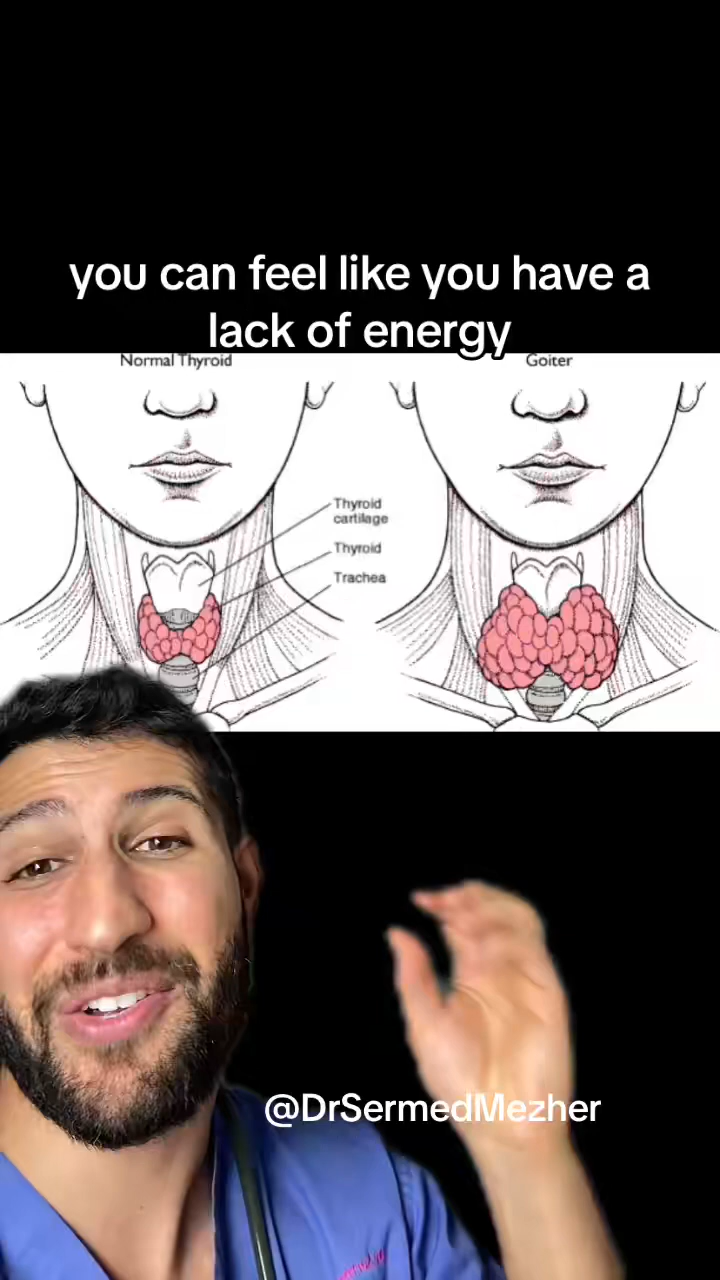 you can feel like you have a
lack of energy
Normal Thyroid
Goiter
Thyroid
cartilage
Thyroid
Trachea
@DrSermedMezher